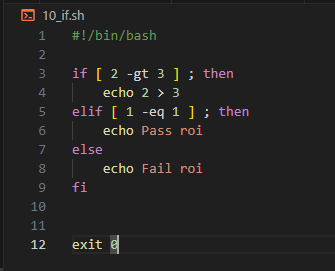 10_if.sh
1 #!/bin/bash
2
3 if [ 2 -gt 3 ] ; then
4     echo 2 > 3
5 elif [ 1 -eq 1 ] ; then
6     echo Pass roi
7 else
8     echo Fail roi
9 fi
10
11
12 exit 0